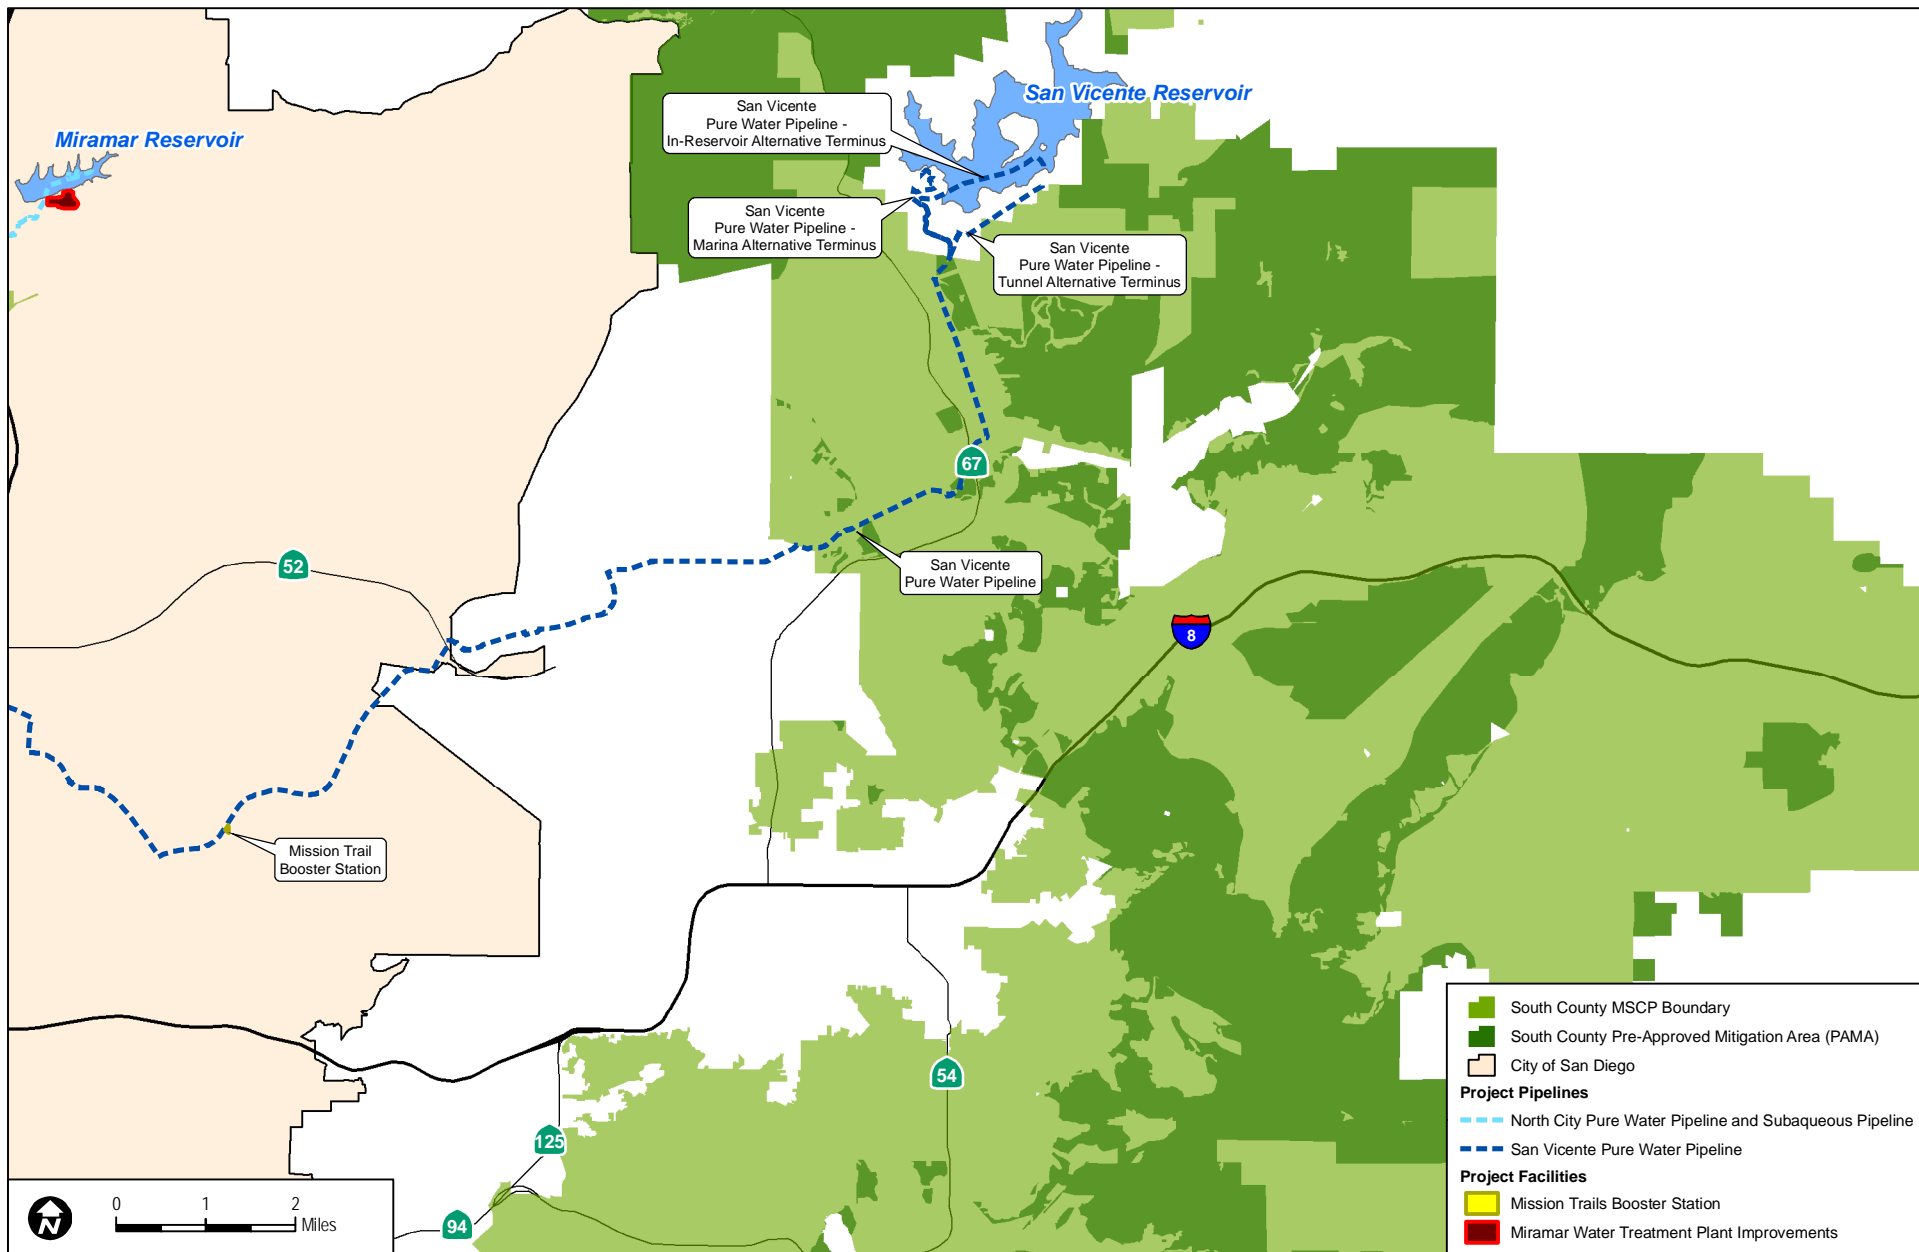 San Vicente
Pure Water Pipeline -
In-Reservoir Alternative Terminus
San Vicente Reservoir
Miramar Reservoir
San Vicente
Pure Water Pipeline -
Marina Alternative Terminus
San Vicente
Pure Water Pipeline -
Tunnel Alternative Terminus
67
52
San Vicente
Pure Water Pipeline
8
Mission Trail
Booster Station
54
125
94
0 1 2
Miles
N
South County MSCP Boundary
South County Pre-Approved Mitigation Area (PAMA)
City of San Diego
Project Pipelines
North City Pure Water Pipeline and Subaqueous Pipeline
San Vicente Pure Water Pipeline
Project Facilities
Mission Trails Booster Station
Miramar Water Treatment Plant Improvements